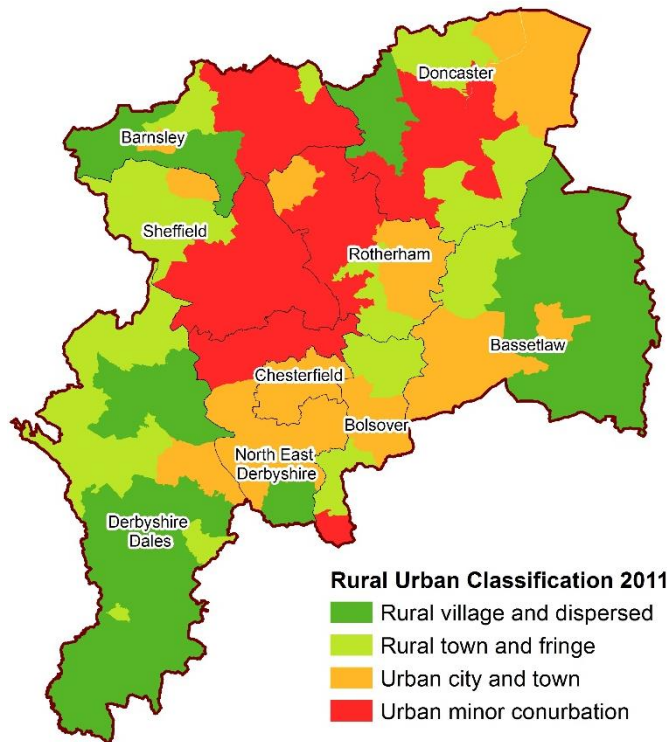 Doncaster
Barnsley
Sheffield
Rotherham
Bassetlaw
Chesterfield
Bolsover
North East
Derbyshire
Derbyshire
Dales
Rural Urban Classification 2011
Rural village and dispersed
Rural town and fringe
Urban city and town
Urban minor conurbation